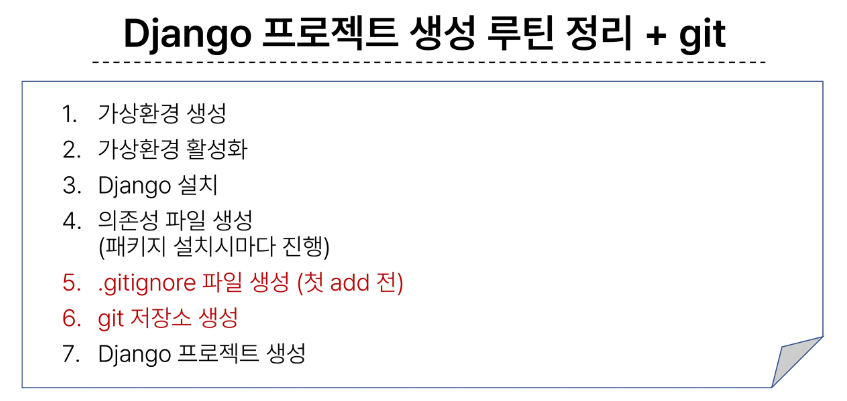 Django 프로젝트 생성 루틴 정리 + git
1. 가상환경 생성
2. 가상환경 활성화
3. Django 설치
4. 의존성 파일 생성
(패키지 설치시마다 진행)
5. .gitignore 파일 생성 (첫 add 전)
6. git 저장소 생성
7. Django 프로젝트 생성